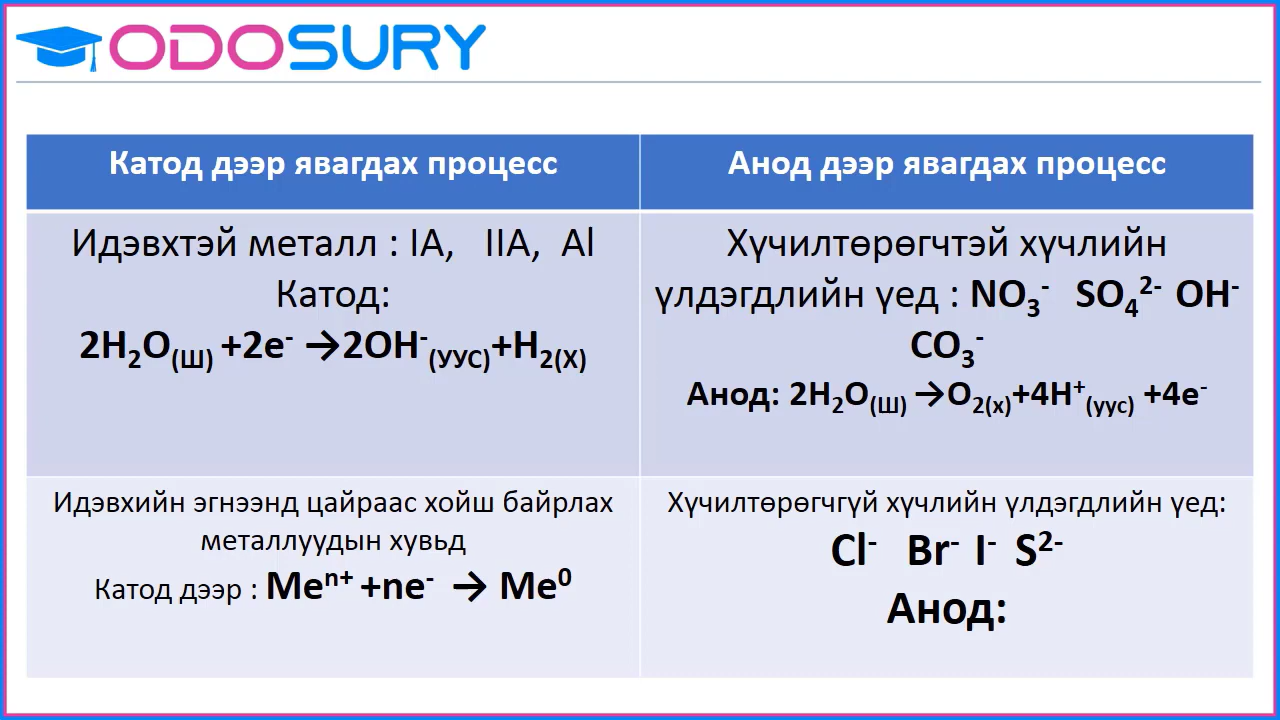 ODOSURY
Катод дээр явагдах процесс
Анод дээр явагдах процесс
Идэвхтэй металл : IA, IIA, Al
Катод:
2H₂O(Ш) +2e⁻ →2OH⁻(УУС)+H₂(Х)
Хүчилтөрөгчтэй хүчлийн
үлдэгдлийн үед : NO₃⁻ SO₄²⁻ OH⁻
CO₃⁻
Анод: 2H₂O(Ш) →O₂(х)+4H⁺(уус) +4e⁻
Идэвхийн эгнээнд цайраас хойш байрлах
металлуудын хувьд
Катод дээр : Meⁿ⁺ +ne⁻ → Me⁰
Хүчилтөрөгчгүй хүчлийн үлдэгдлийн үед:
Cl⁻ Br⁻ I⁻ S²⁻
Анод: